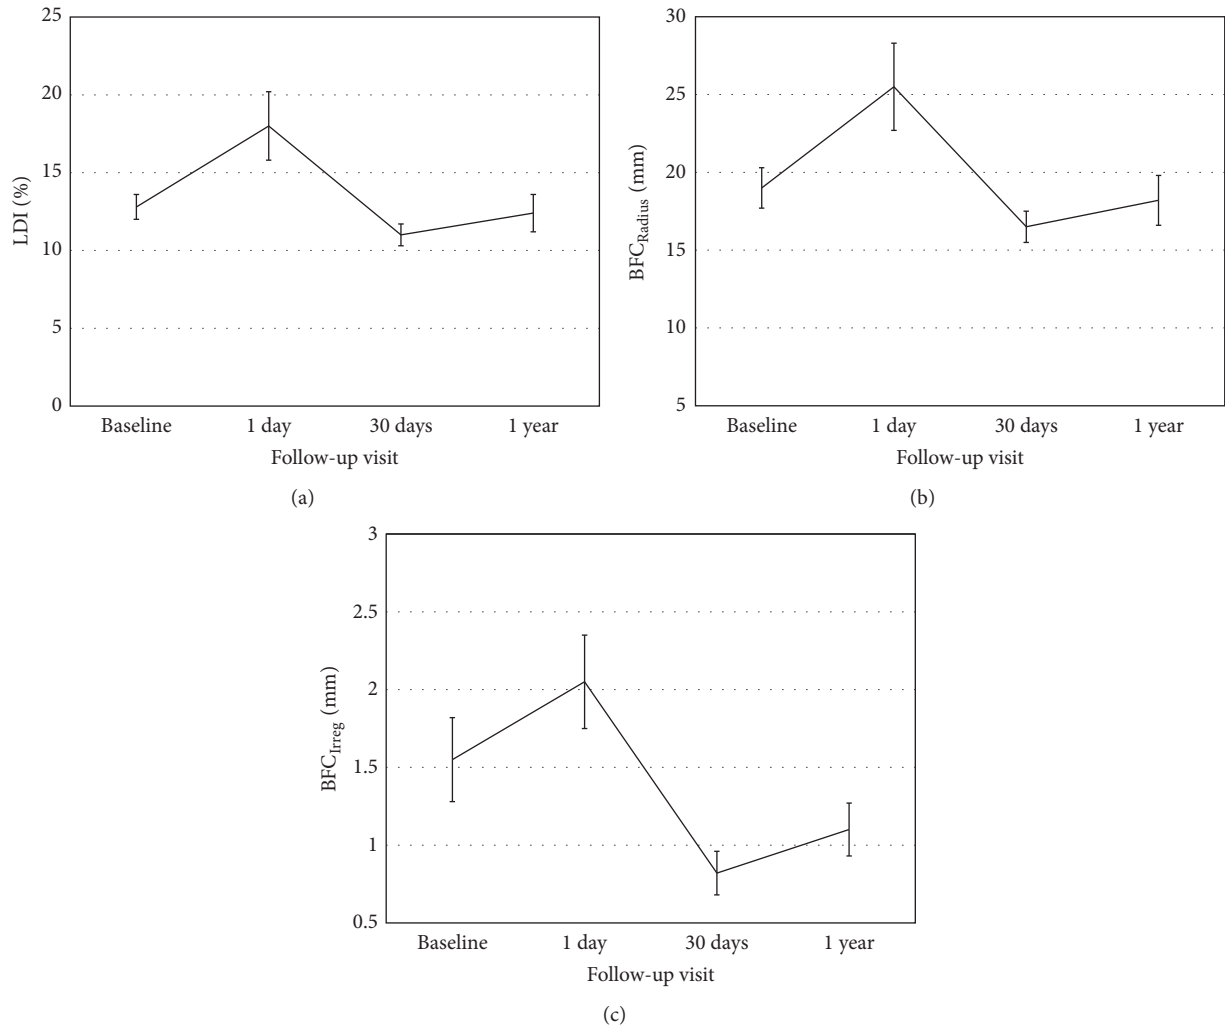 25
20
15
10
5
0
LDI (%)
Baseline 1 day 30 days 1 year
Follow-up visit
(a)
30
25
20
15
10
5
BFCRadius (mm)
Baseline 1 day 30 days 1 year
Follow-up visit
(b)
3
2.5
2
1.5
1
0.5
BFCIrreg (mm)
Baseline 1 day 30 days 1 year
Follow-up visit
(c)